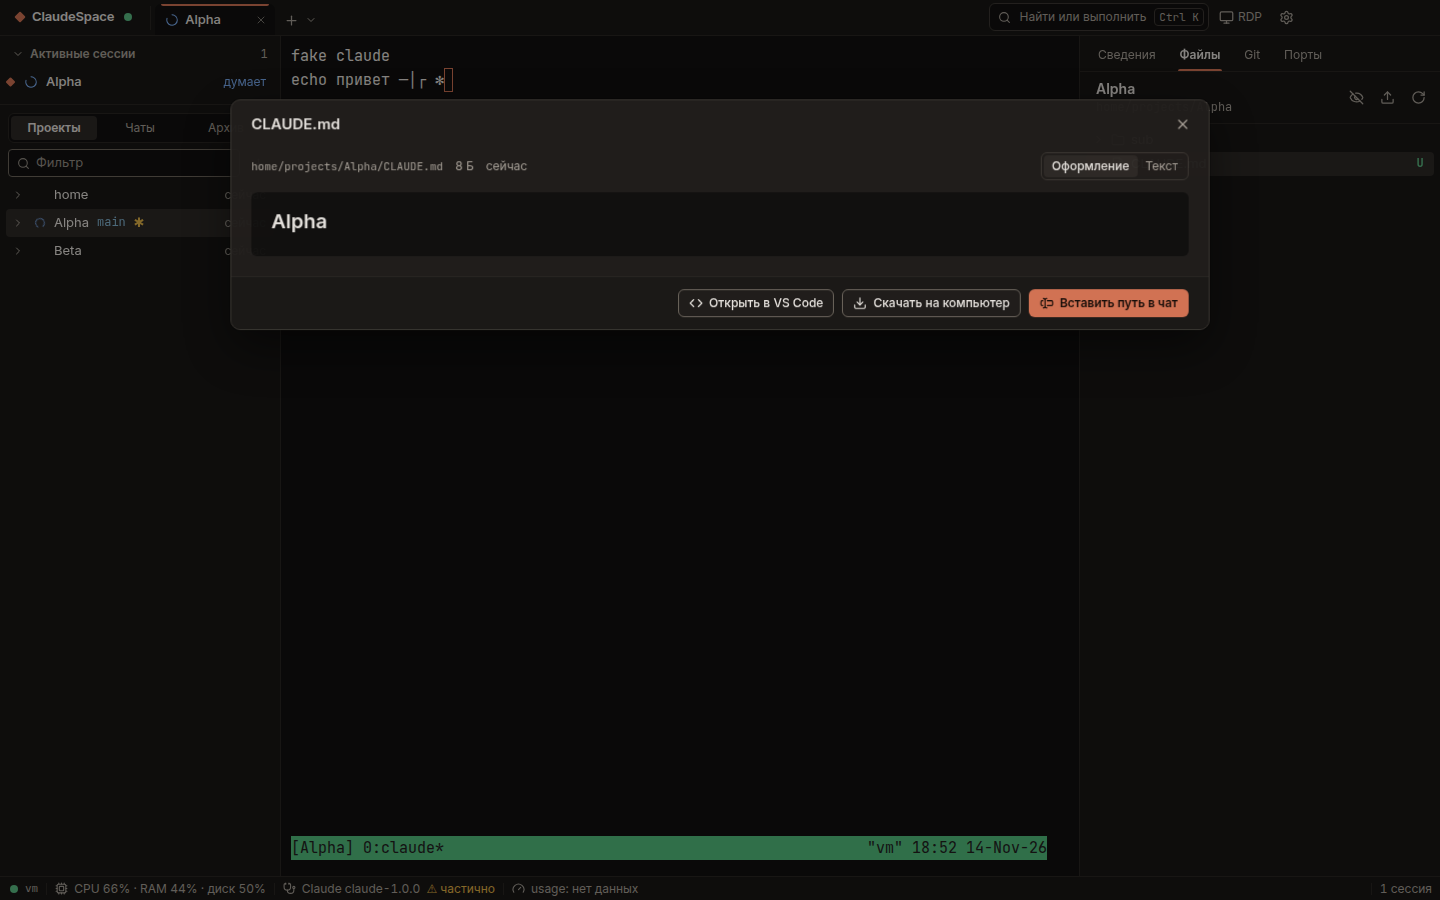 ClaudeSpace
Alpha
Найти или выполнить Ctrl K
RDP
Активные сессии 1
Alpha думает
Проекты Чаты
Фильтр
home
Alpha main
Beta
fake claude
echo привет —│┌ ✻
Сведения Файлы Git Порты
Alpha
U
CLAUDE.md
home/projects/Alpha/CLAUDE.md 8 Б сейчас
Оформление Текст
Alpha
Открыть в VS Code Скачать на компьютер Вставить путь в чат
[Alpha] 0:claude* "vm" 18:52 14-Nov-26
vm CPU 66% · RAM 44% · диск 50% Claude claude-1.0.0 ⚠ частично usage: нет данных 1 сессия